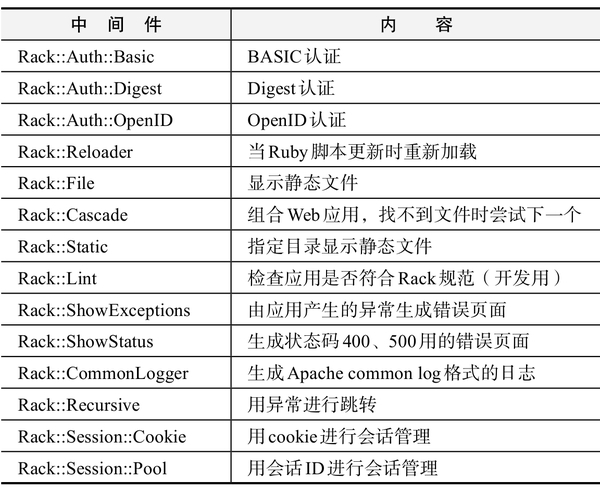 中 间 件 内 容
Rack::Auth::Basic BASIC认证
Rack::Auth::Digest Digest认证
Rack::Auth::OpenID OpenID认证
Rack::Reloader 当Ruby脚本更新时重新加载
Rack::File 显示静态文件
Rack::Cascade 组合Web应用，找不到文件时尝试下一个
Rack::Static 指定目录显示静态文件
Rack::Lint 检查应用是否符合Rack规范（开发用）
Rack::ShowExceptions 由应用产生的异常生成错误页面
Rack::ShowStatus 生成状态码400、500用的错误页面
Rack::CommonLogger 生成Apache common log格式的日志
Rack::Recursive 用异常进行跳转
Rack::Session::Cookie 用cookie进行会话管理
Rack::Session::Pool 用会话ID进行会话管理